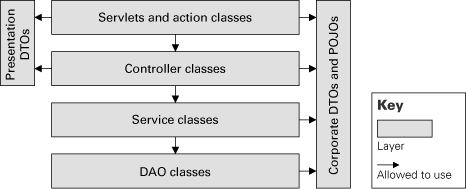 Presentation
DTOs
Servlets and action classes
Controller classes
Service classes
DAO classes
Corporate DTOs and POJOs
Key
Layer
Allowed to use